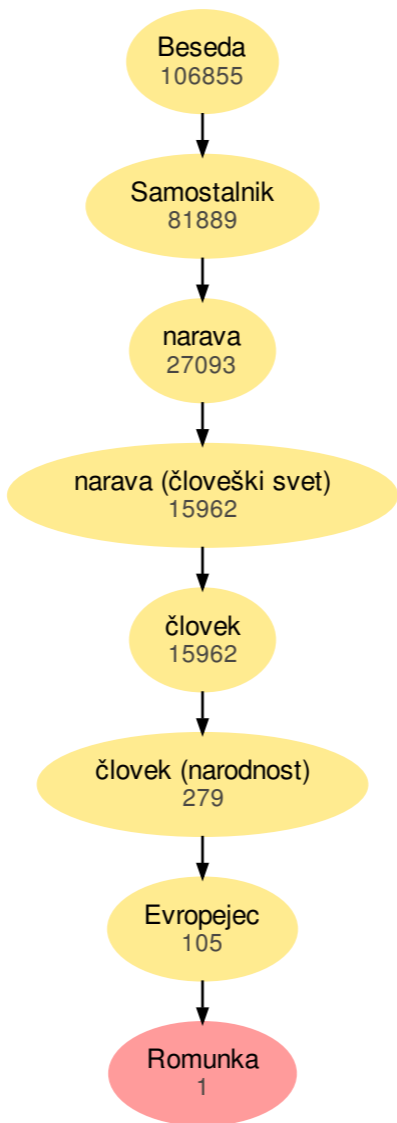 Beseda
106855
Samostalnik
81889
narava
27093
narava (človeški svet)
15962
človek
15962
človek (narodnost)
279
Evropejec
105
Romunka
1